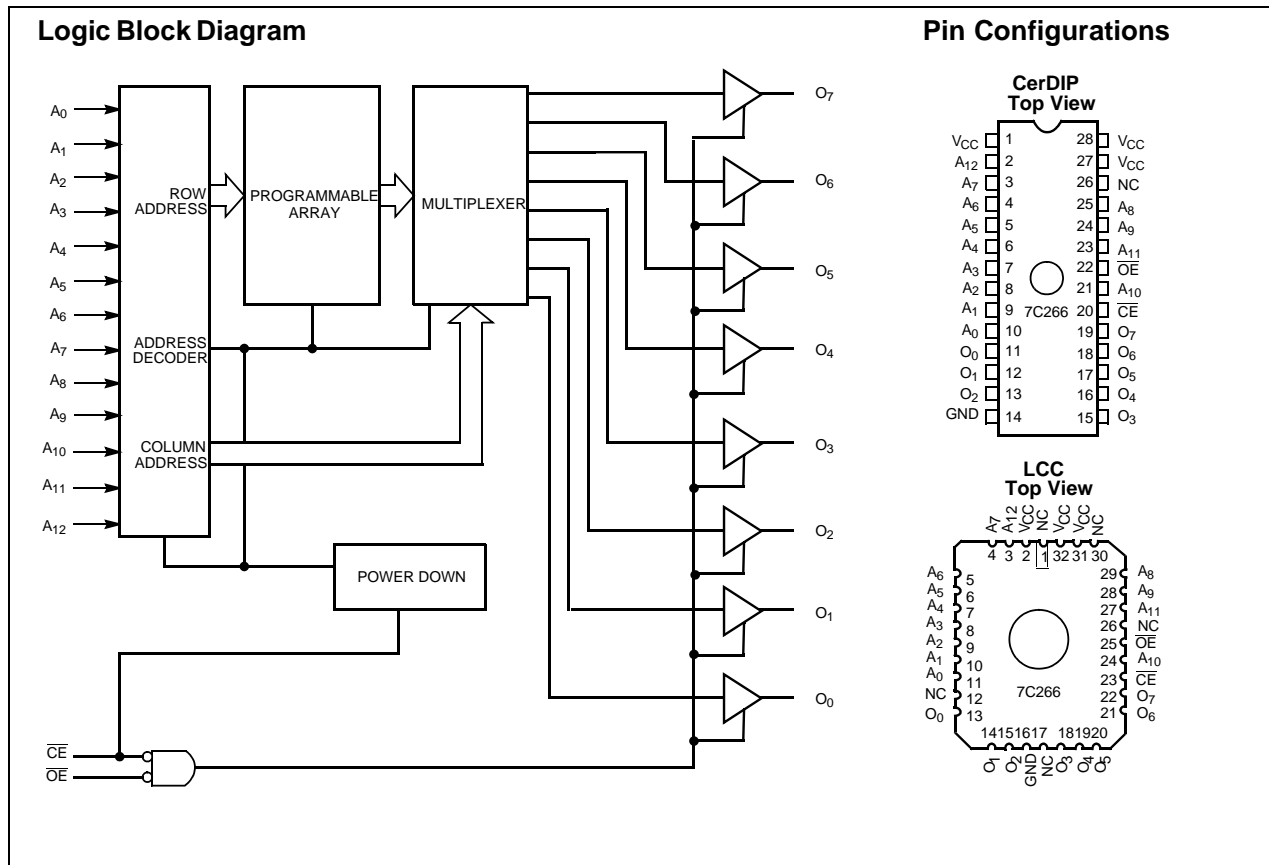 Logic Block Diagram
A0
A1
A2
A3
A4
A5
A6
A7
A8
A9
A10
A11
A12
ROW
ADDRESS
ADDRESS
DECODER
COLUMN
ADDRESS
PROGRAMMABLE
ARRAY
MULTIPLEXER
POWER DOWN
CE
OE
O7
O6
O5
O4
O3
O2
O1
O0
Pin Configurations
CerDIP
Top View
VCC 1 28 VCC
A12 2 27 VCC
A7 3 26 NC
A6 4 25 A8
A5 5 24 A9
A4 6 23 A11
A3 7 22 OE
A2 8 21 A10
A1 9 7C266 20 CE
A0 10 19 O7
O0 11 18 O6
O1 12 17 O5
O2 13 16 O4
GND 14 15 O3
LCC
Top View
A7 A12 VCC NC VCC VCC NC
4 3 2 1 32 31 30
A6 5 29 A8
A5 6 28 A9
A4 7 27 A11
A3 8 26 NC
A2 9 25 OE
A1 10 24 A10
A0 11 23 CE
NC 12 7C266 22 O7
O0 13 21 O6
14 15 16 17 18 19 20
O1 O2 GND NC O3 O4 O5